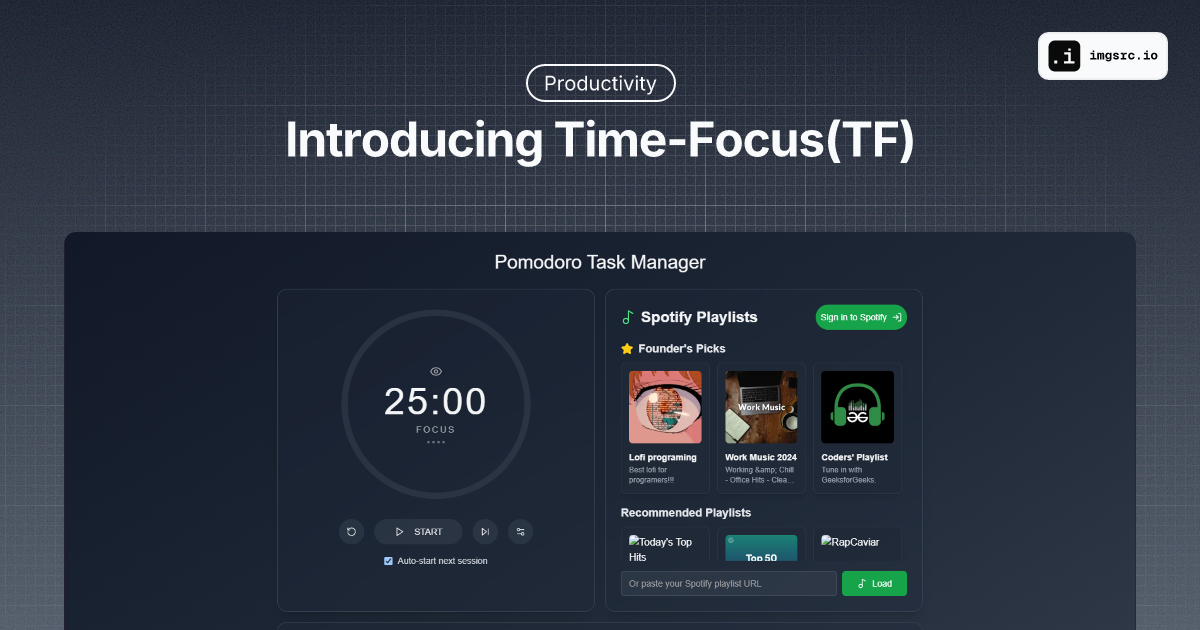 .i imgsrc.io
Productivity
Introducing Time-Focus(TF)
Pomodoro Task Manager
25:00
FOCUS
START
Auto-start next session
Spotify Playlists
Sign in to Spotify
Founder's Picks
Work Music
Lofi programing
Best lofi for
programers!!!
Work Music 2024
Working &amp; Chill
- Office Hits - Clea...
Coders' Playlist
Tune in with
GeeksforGeeks.
Recommended Playlists
Today's Top
Hits
Top 50
RapCaviar
Or paste your Spotify playlist URL
Load